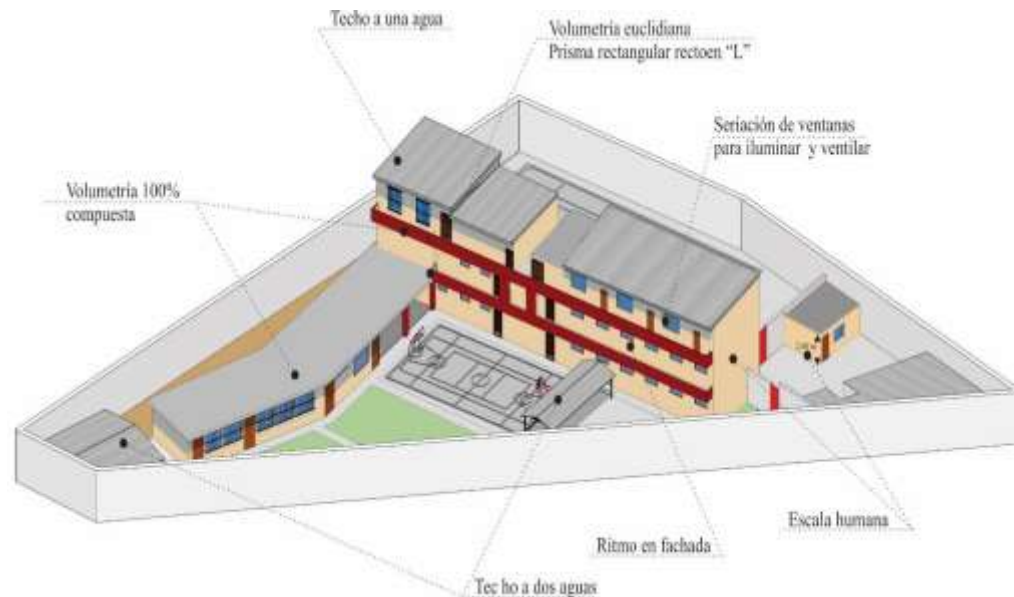 Techo a una agua
Volumetría euclidiana
Prisma rectangular rectoen “L”
Seriación de ventanas
para iluminar y ventilar
Volumetría 100%
compuesta
Escala humana
Ritmo en fachada
Tec ho a dos aguas